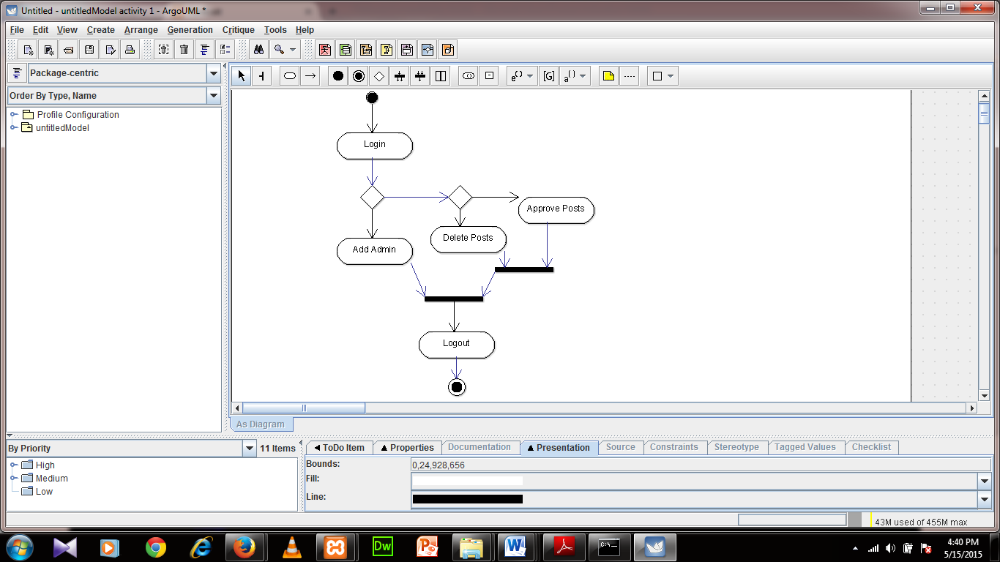 Untitled - untitledModel activity 1 - ArgoUML *
File Edit View Create Arrange Generation Critique Tools Help
Package-centric
Order By Type, Name
Profile Configuration
untitledModel
e() [G] a()
Login
Approve Posts
Delete Posts
Add Admin
Logout
As Diagram
By Priority 11 Items
High
Medium
Low
ToDo Item Properties Documentation Presentation Source Constraints Stereotype Tagged Values Checklist
Bounds: 0,24,928,656
Fill:
Line:
43M used of 455M max
Dw
C:\
4:40 PM
5/15/2015